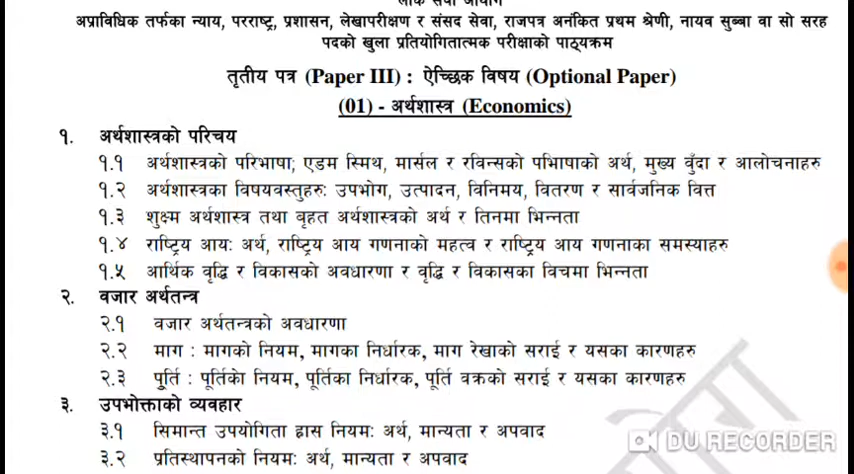 लोक सेवा आयोग
अप्राविधिक तर्फका न्याय, परराष्ट्र, प्रशासन, लेखापरीक्षण र संसद सेवा, राजपत्र अनंकित प्रथम श्रेणी, नायव सुब्बा वा सो सरह
पदको खुला प्रतियोगितात्मक परीक्षाको पाठ्यक्रम
तृतीय पत्र (Paper III) : ऐच्छिक विषय (Optional Paper)
(01) - अर्थशास्त्र (Economics)
१. अर्थशास्त्रको परिचय
१.१ अर्थशास्त्रको परिभाषा; एडम स्मिथ, मार्सल र रविन्सको पभिाषाको अर्थ, मुख्य वुँदा र आलोचनाहरु
१.२ अर्थशास्त्रका विषयवस्तुहरुः उपभोग, उत्पादन, विनिमय, वितरण र सार्वजनिक वित्त
१.३ शुक्ष्म अर्थशास्त्र तथा वृहत अर्थशास्त्रको अर्थ र तिनमा भिन्नता
१.४ राष्ट्रिय आयः अर्थ, राष्ट्रिय आय गणनाको महत्व र राष्ट्रिय आय गणनाका समस्याहरु
१.५ आर्थिक वृद्धि र विकासको अवधारणा र वृद्धि र विकासका विचमा भिन्नता
२. वजार अर्थतन्त्र
२.१ वजार अर्थतन्त्रको अवधारणा
२.२ माग : मागको नियम, मागका निर्धारक, माग रेखाको सराई र यसका कारणहरु
२.३ पूर्ति : पूर्तिको नियम, पूर्तिका निर्धारक, पूर्ति वक्रको सराई र यसका कारणहरु
३. उपभोक्ताको व्यवहार
३.१ सिमान्त उपयोगिता ह्रास नियमः अर्थ, मान्यता र अपवाद
३.२ प्रतिस्थापनको नियमः अर्थ, मान्यता र अपवाद
DU RECORDER